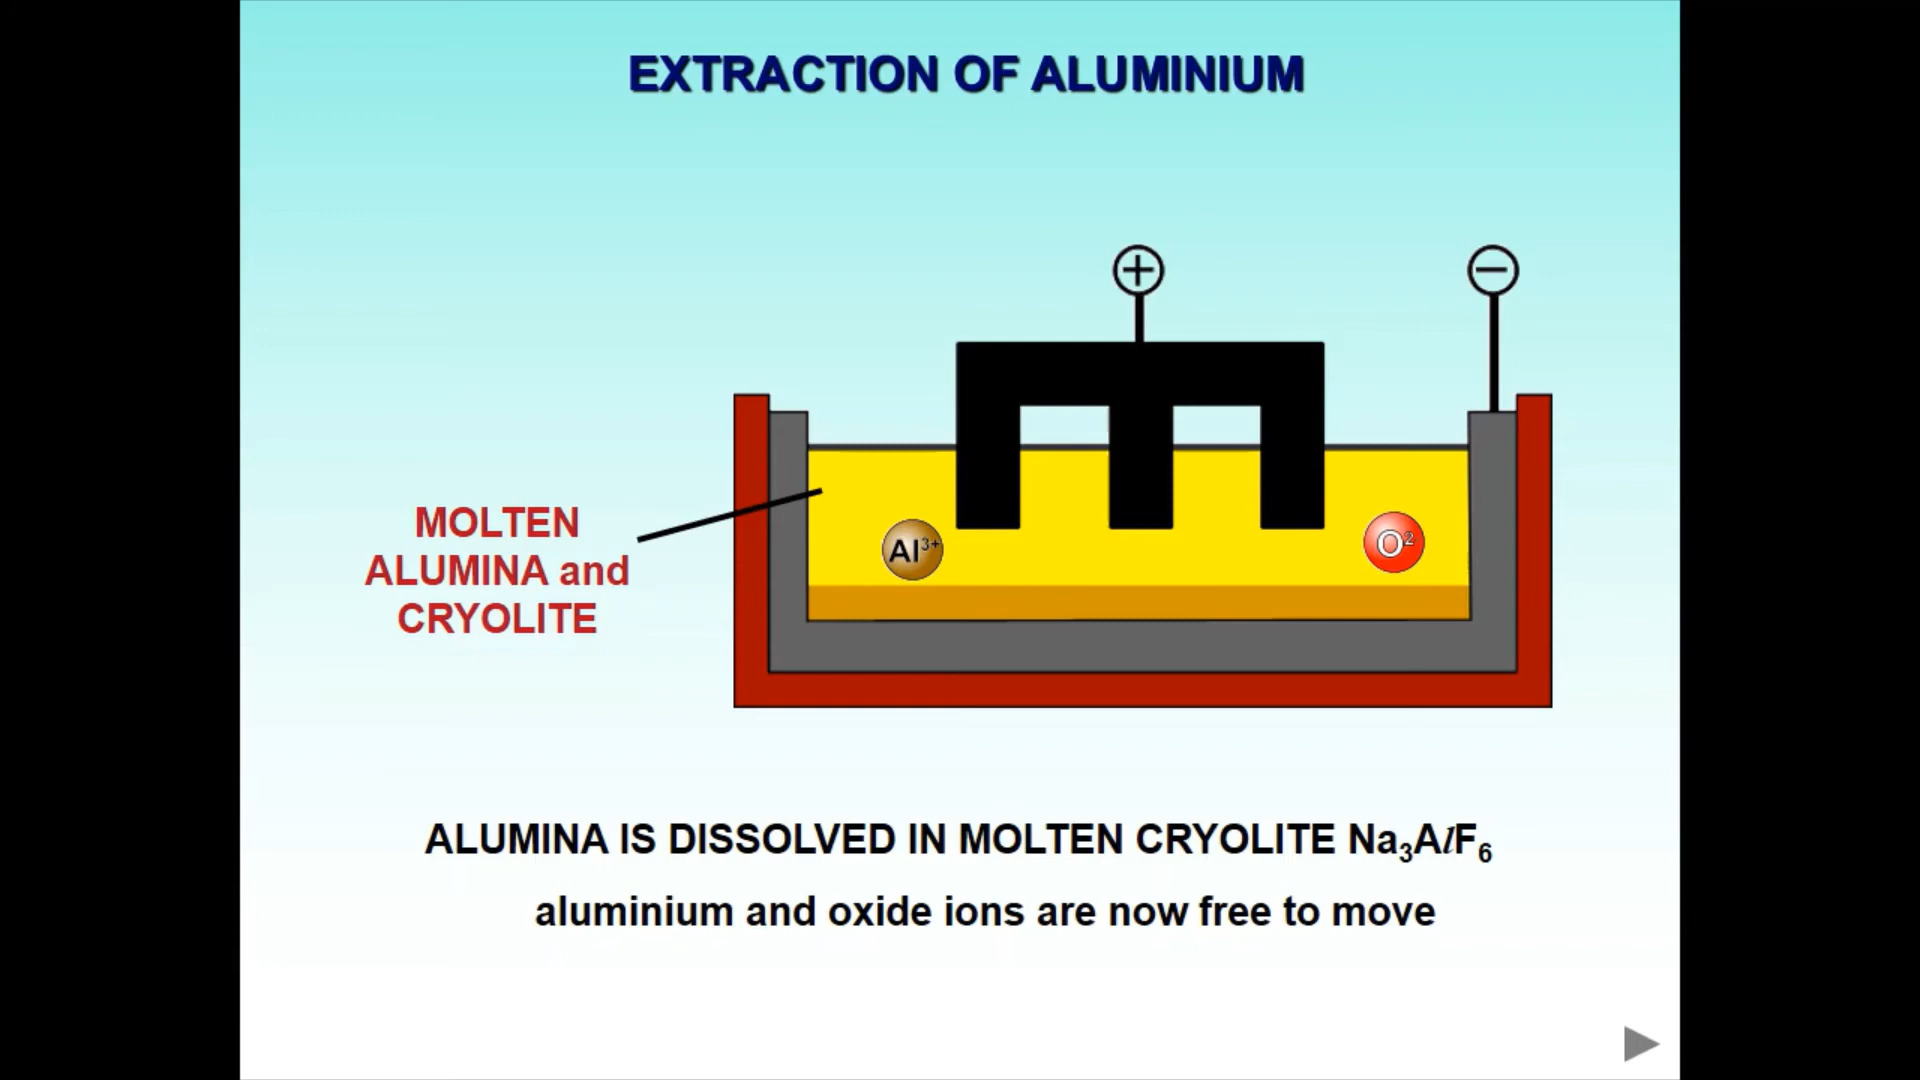 EXTRACTION OF ALUMINIUM
+
−
MOLTEN
ALUMINA and
CRYOLITE
Al³⁺
O²
ALUMINA IS DISSOLVED IN MOLTEN CRYOLITE Na₃AlF₆
aluminium and oxide ions are now free to move